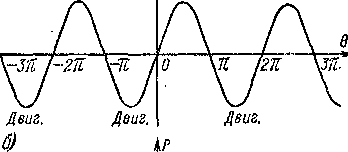 θ
-3π -2π -π 0 π 2π 3π
Двиг. Двиг. Двиг.
б) P